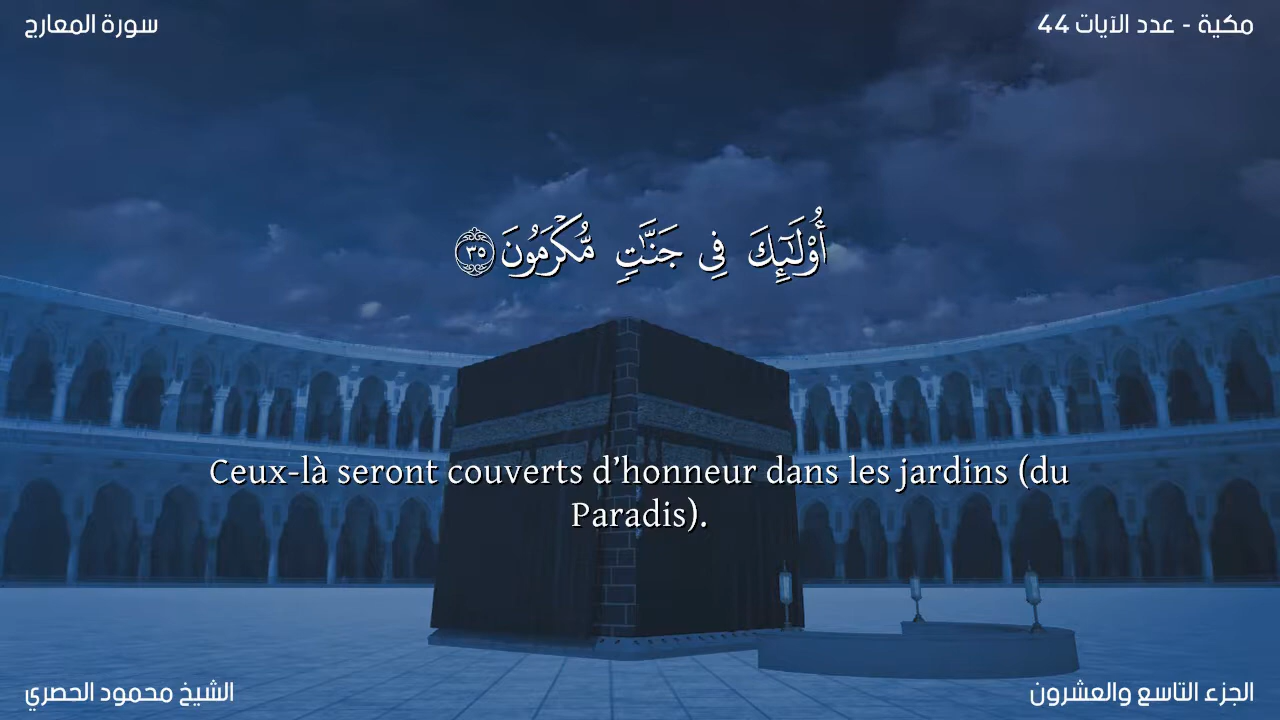 سورة المعارج
مكية - عدد الآيات 44
أُو۟لَـٰٓئِكَ فِى جَنَّـٰتٍ مُّكْرَمُونَ ٣٥
Ceux-là seront couverts d’honneur dans les jardins (du
Paradis).
الشيخ محمود الحصري
الجزء التاسع والعشرون